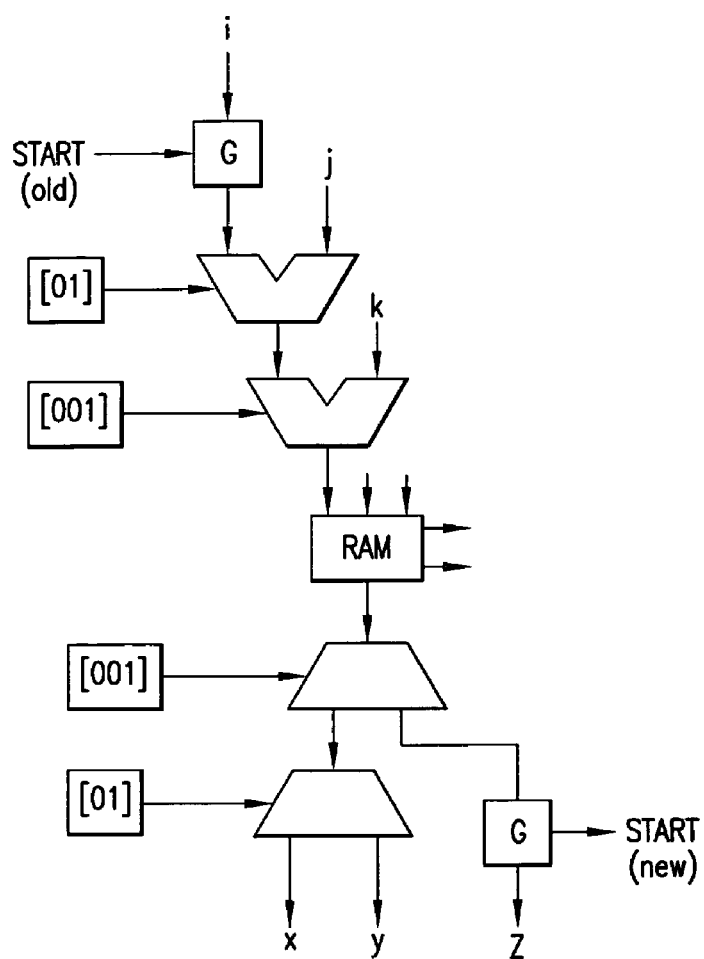 i
START
(old)
G
j
[01]
k
[001]
RAM
[001]
[01]
G
START
(new)
x
y
Z